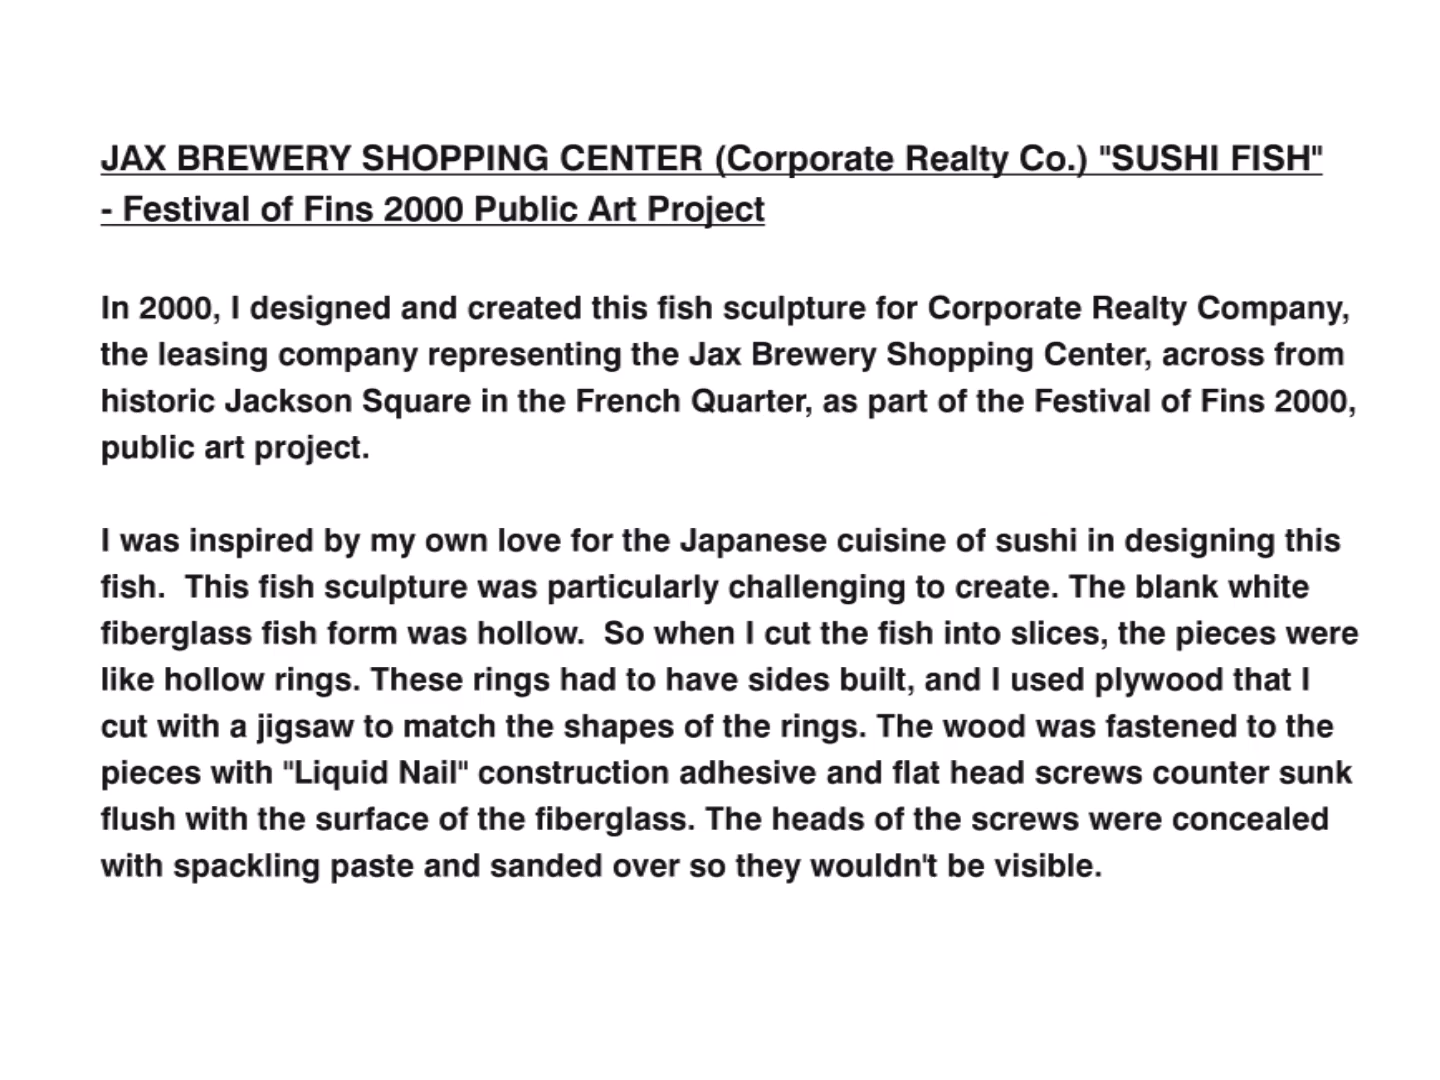 JAX BREWERY SHOPPING CENTER (Corporate Realty Co.) "SUSHI FISH"
- Festival of Fins 2000 Public Art Project
In 2000, I designed and created this fish sculpture for Corporate Realty Company,
the leasing company representing the Jax Brewery Shopping Center, across from
historic Jackson Square in the French Quarter, as part of the Festival of Fins 2000,
public art project.
I was inspired by my own love for the Japanese cuisine of sushi in designing this
fish.  This fish sculpture was particularly challenging to create. The blank white
fiberglass fish form was hollow.  So when I cut the fish into slices, the pieces were
like hollow rings. These rings had to have sides built, and I used plywood that I
cut with a jigsaw to match the shapes of the rings. The wood was fastened to the
pieces with "Liquid Nail" construction adhesive and flat head screws counter sunk
flush with the surface of the fiberglass. The heads of the screws were concealed
with spackling paste and sanded over so they wouldn't be visible.